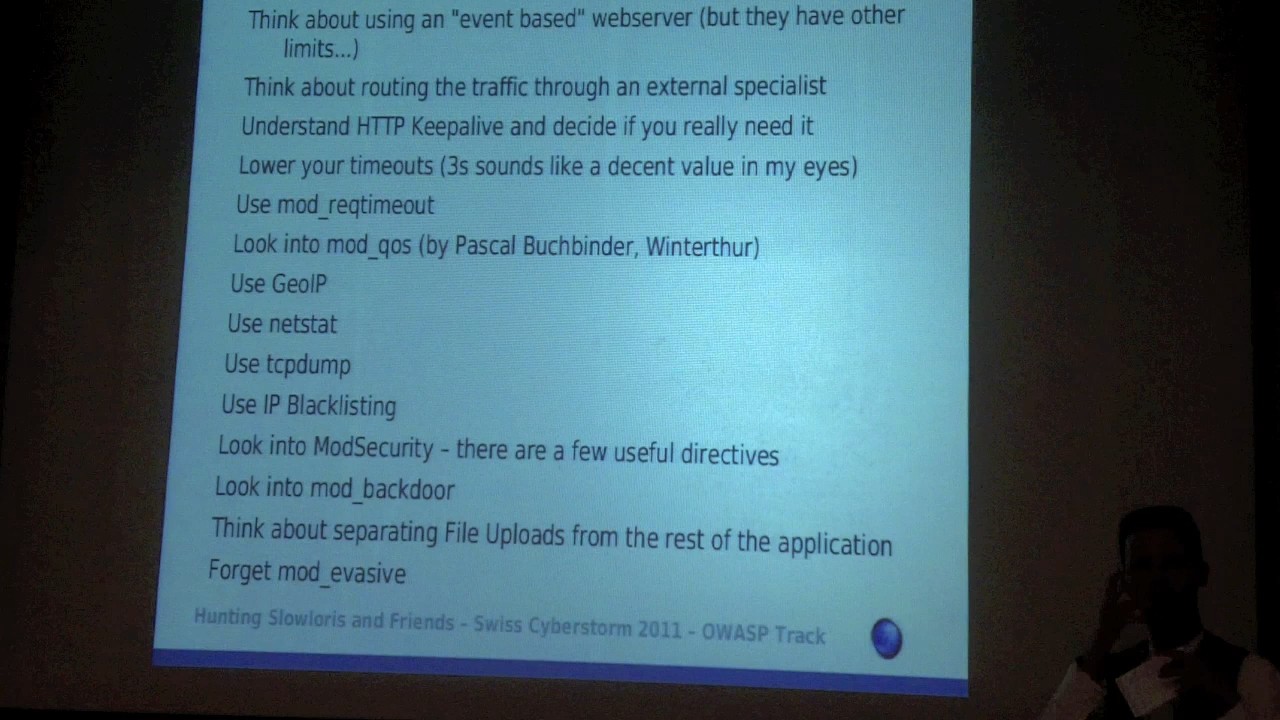 Think about using an "event based" webserver (but they have other
limits...)
Think about routing the traffic through an external specialist
Understand HTTP Keepalive and decide if you really need it
Lower your timeouts (3s sounds like a decent value in my eyes)
Use mod_reqtimeout
Look into mod_qos (by Pascal Buchbinder, Winterthur)
Use GeoIP
Use netstat
Use tcpdump
Use IP Blacklisting
Look into ModSecurity - there are a few useful directives
Look into mod_backdoor
Think about separating File Uploads from the rest of the application
Forget mod_evasive
Hunting Slowloris and Friends - Swiss Cyberstorm 2011 - OWASP Track